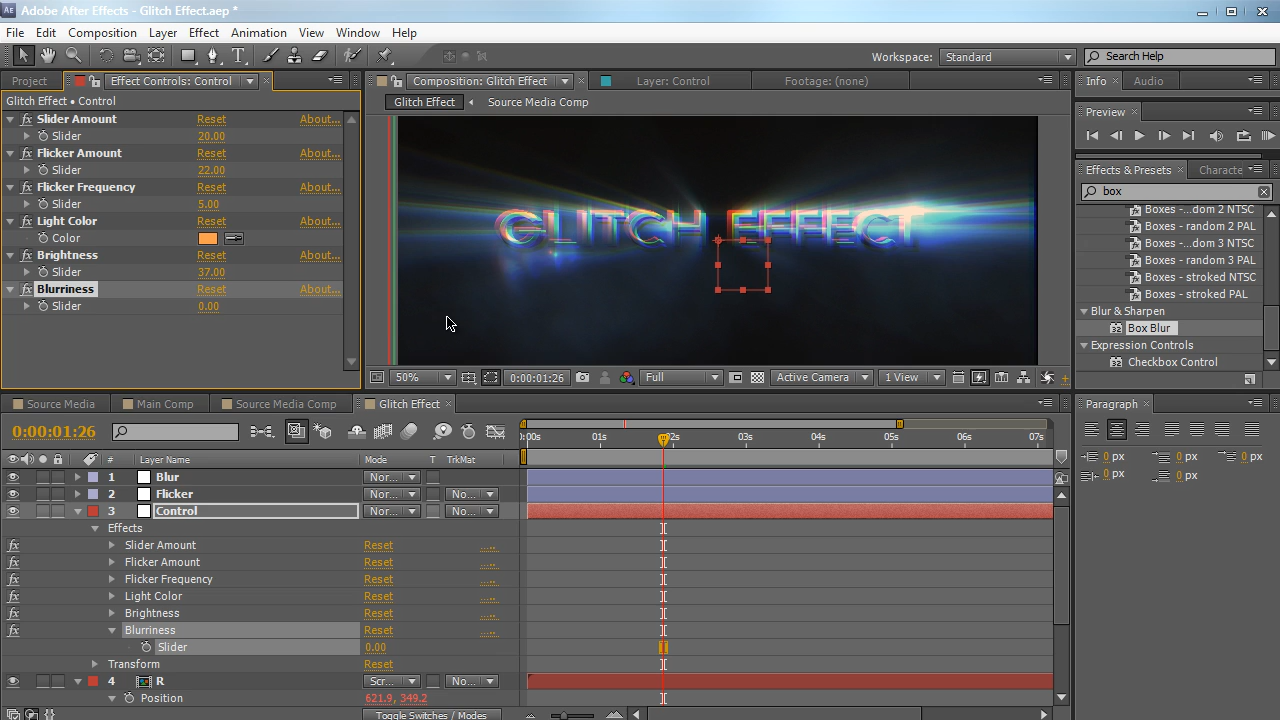 Adobe After Effects - Glitch Effect.aep *
File Edit Composition Layer Effect Animation View Window Help
Workspace: Standard Search Help
Project Effect Controls: Control Composition: Glitch Effect Layer: Control Footage: (none) Info Audio
Glitch Effect • Control
Glitch Effect Source Media Comp
Slider Amount Reset About...
Slider 20.00
Flicker Amount Reset About...
Slider 22.00
Flicker Frequency Reset About...
Slider 5.00
Light Color Reset About...
Color
Brightness Reset About...
Slider 37.00
Blurriness Reset About...
Slider 0.00
GLITCH EFFECT
50% 0:00:01:26 Full Active Camera 1 View
Preview
Effects & Presets Characte
box
Boxes -...dom 2 NTSC
Boxes - random 2 PAL
Boxes -...dom 3 NTSC
Boxes - random 3 PAL
Boxes - stroked NTSC
Boxes - stroked PAL
Blur & Sharpen
Box Blur
Expression Controls
Checkbox Control
Source Media Main Comp Source Media Comp Glitch Effect
0:00:01:26
:00s 01s 2s 03s 04s 05s 06s 07s
# Layer Name Mode T TrkMat
1 Blur Nor...
2 Flicker Nor... No...
3 Control Nor... No...
Effects
Slider Amount Reset .....
Flicker Amount Reset .....
Flicker Frequency Reset .....
Light Color Reset .....
Brightness Reset .....
Blurriness Reset .....
Slider 0.00
Transform Reset
4 R Scr... No...
Position 621.9, 349.2
Toggle Switches / Modes
Paragraph
0 px 0 px 0 px
0 px 0 px